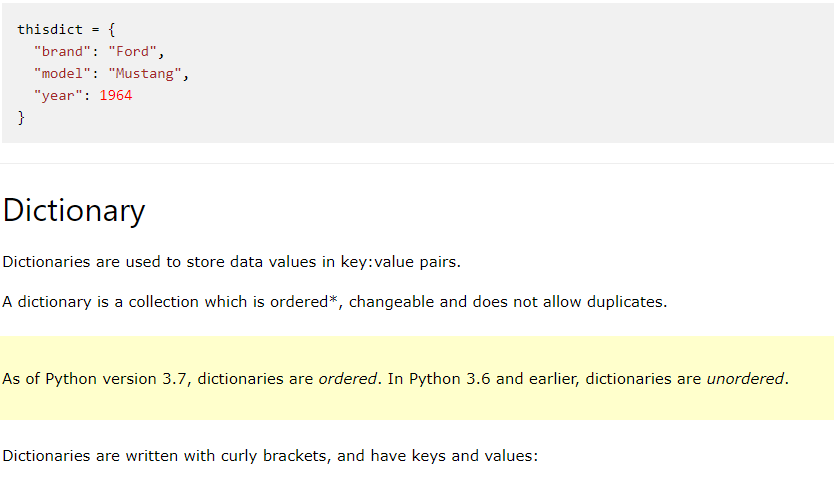 thisdict = {
  "brand": "Ford",
  "model": "Mustang",
  "year": 1964
}
Dictionary
Dictionaries are used to store data values in key:value pairs.
A dictionary is a collection which is ordered*, changeable and does not allow duplicates.
As of Python version 3.7, dictionaries are ordered. In Python 3.6 and earlier, dictionaries are unordered.
Dictionaries are written with curly brackets, and have keys and values: